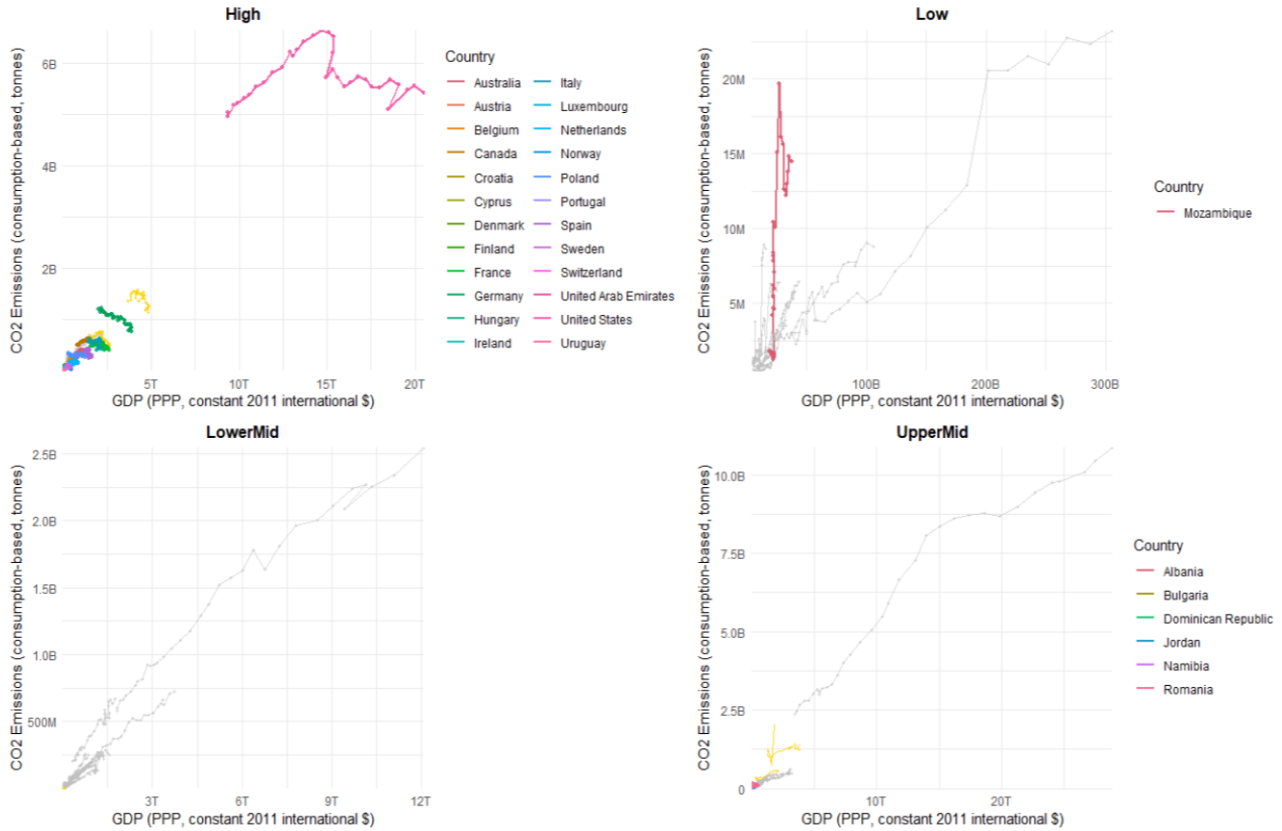 High
CO2 Emissions (consumption-based, tonnes)
6B
4B
2B
5T 10T 15T 20T
GDP (PPP, constant 2011 international $)
Country
Australia Italy
Austria Luxembourg
Belgium Netherlands
Canada Norway
Croatia Poland
Cyprus Portugal
Denmark Spain
Finland Sweden
France Switzerland
Germany United Arab Emirates
Hungary United States
Ireland Uruguay
Low
CO2 Emissions (consumption-based, tonnes)
20M
15M
10M
5M
100B 200B 300B
GDP (PPP, constant 2011 international $)
Country
Mozambique
LowerMid
CO2 Emissions (consumption-based, tonnes)
2.5B
2.0B
1.5B
1.0B
500M
3T 6T 9T 12T
GDP (PPP, constant 2011 international $)
UpperMid
CO2 Emissions (consumption-based, tonnes)
10.0B
7.5B
5.0B
2.5B
0
10T 20T
GDP (PPP, constant 2011 international $)
Country
Albania
Bulgaria
Dominican Republic
Jordan
Namibia
Romania